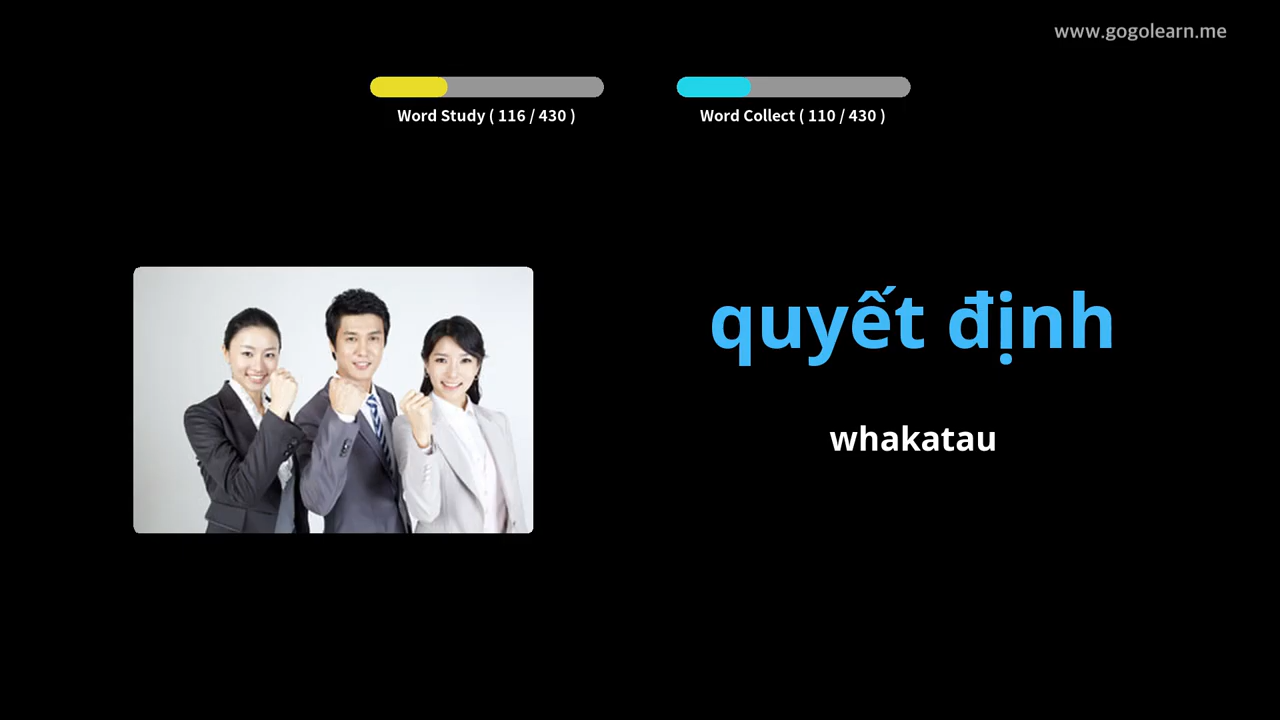 www.gogolearn.me
Word Study ( 116 / 430 )
Word Collect ( 110 / 430 )
quyết định
whakatau